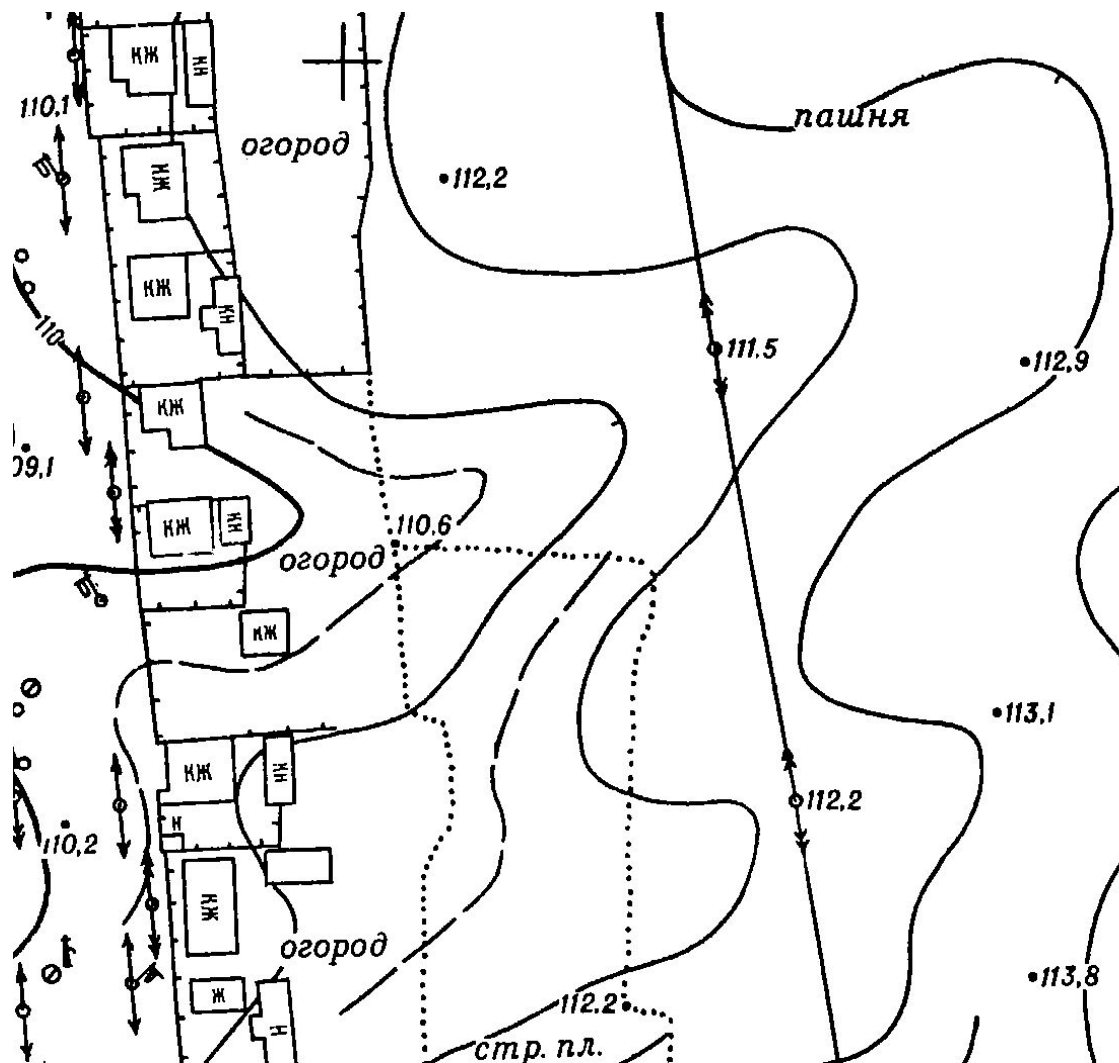 КЖ
КН
110,1
пашня
огород
112,2
КЖ
КЖ
КН
110
111.5
112,9
КЖ
09,1
110,6
КЖ
КН
огород
КЖ
113,1
КЖ
КН
112,2
Н
110,2
КЖ
огород
113,8
Ж
112.2
Н
стр. пл.